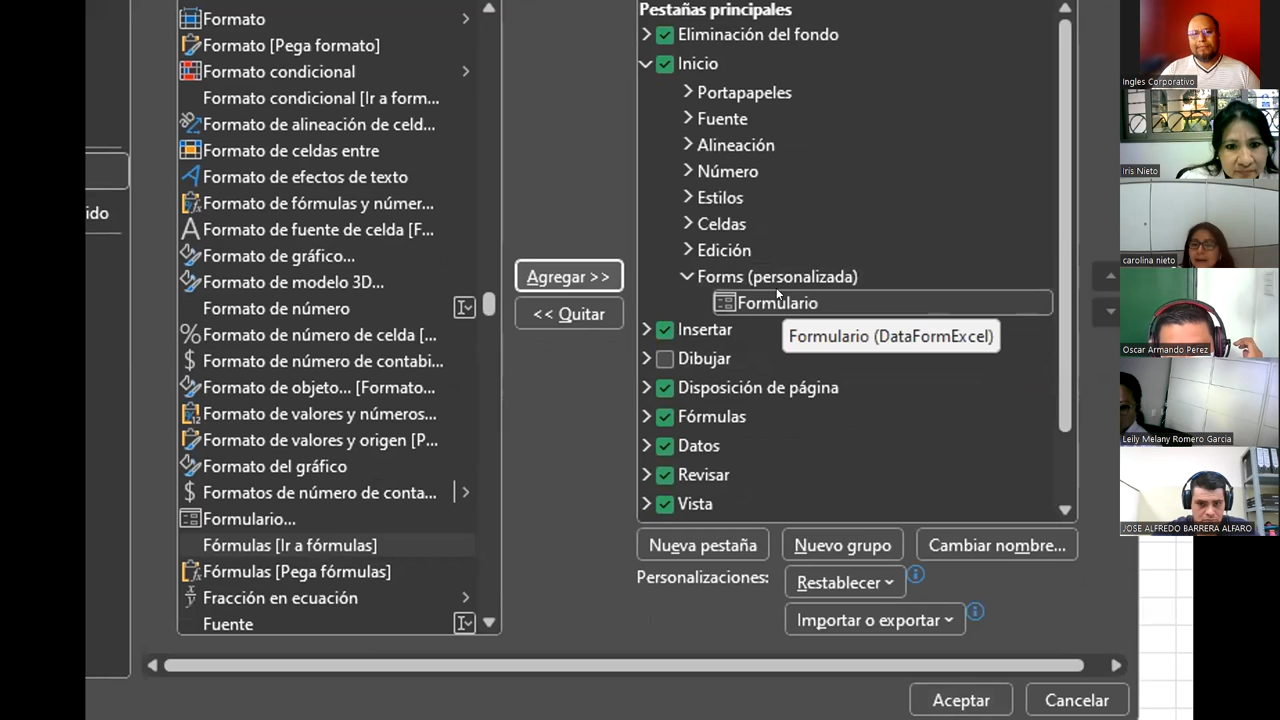 Formato
Formato [Pega formato]
Formato condicional
Formato condicional [Ir a form...
Formato de alineación de celd...
Formato de celdas entre
Formato de efectos de texto
Formato de fórmulas y númer...
Formato de fuente de celda [F...
Formato de gráfico...
Formato de modelo 3D...
Formato de número
Formato de número de celda [...
Formato de número de contabi...
Formato de objeto... [Formato...
Formato de valores y números...
Formato de valores y origen [P...
Formato del gráfico
Formatos de número de conta...
Formulario...
Fórmulas [Ir a fórmulas]
Fórmulas [Pega fórmulas]
Fracción en ecuación
Fuente
ido
Agregar >>
<< Quitar
Pestañas principales
Eliminación del fondo
Inicio
Portapapeles
Fuente
Alineación
Número
Estilos
Celdas
Edición
Forms (personalizada)
Formulario
Formulario (DataFormExcel)
Insertar
Dibujar
Disposición de página
Fórmulas
Datos
Revisar
Vista
Nueva pestaña
Nuevo grupo
Cambiar nombre...
Personalizaciones:
Restablecer
Importar o exportar
Aceptar
Cancelar
Ingles Corporativo
Iris Nieto
carolina nieto
Oscar Armando Perez
Leily Melany Romero Garcia
JOSE ALFREDO BARRERA ALFARO